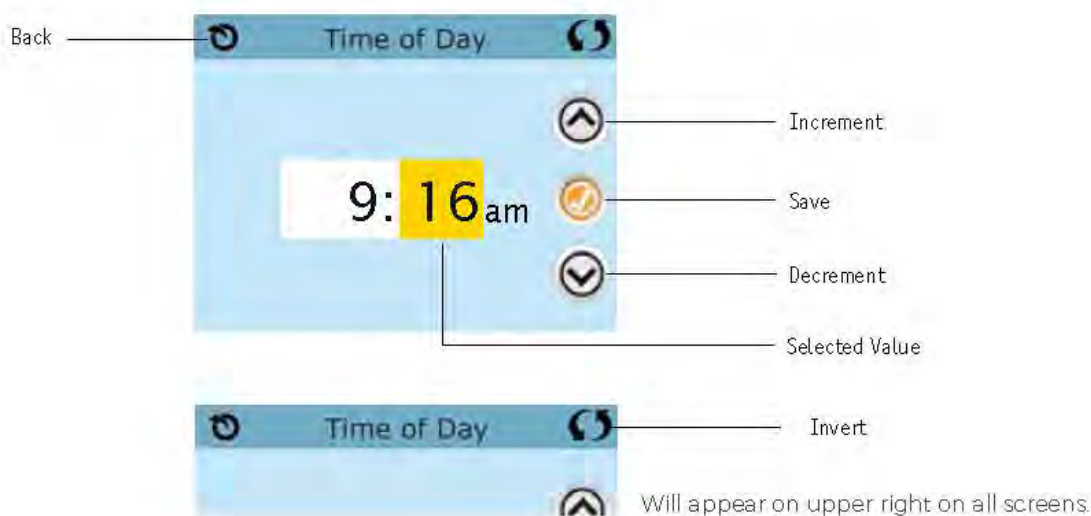 Back
Time of Day
Increment
9:16am
Save
Decrement
Selected Value
Time of Day
Invert
Will appear on upper right on all screens